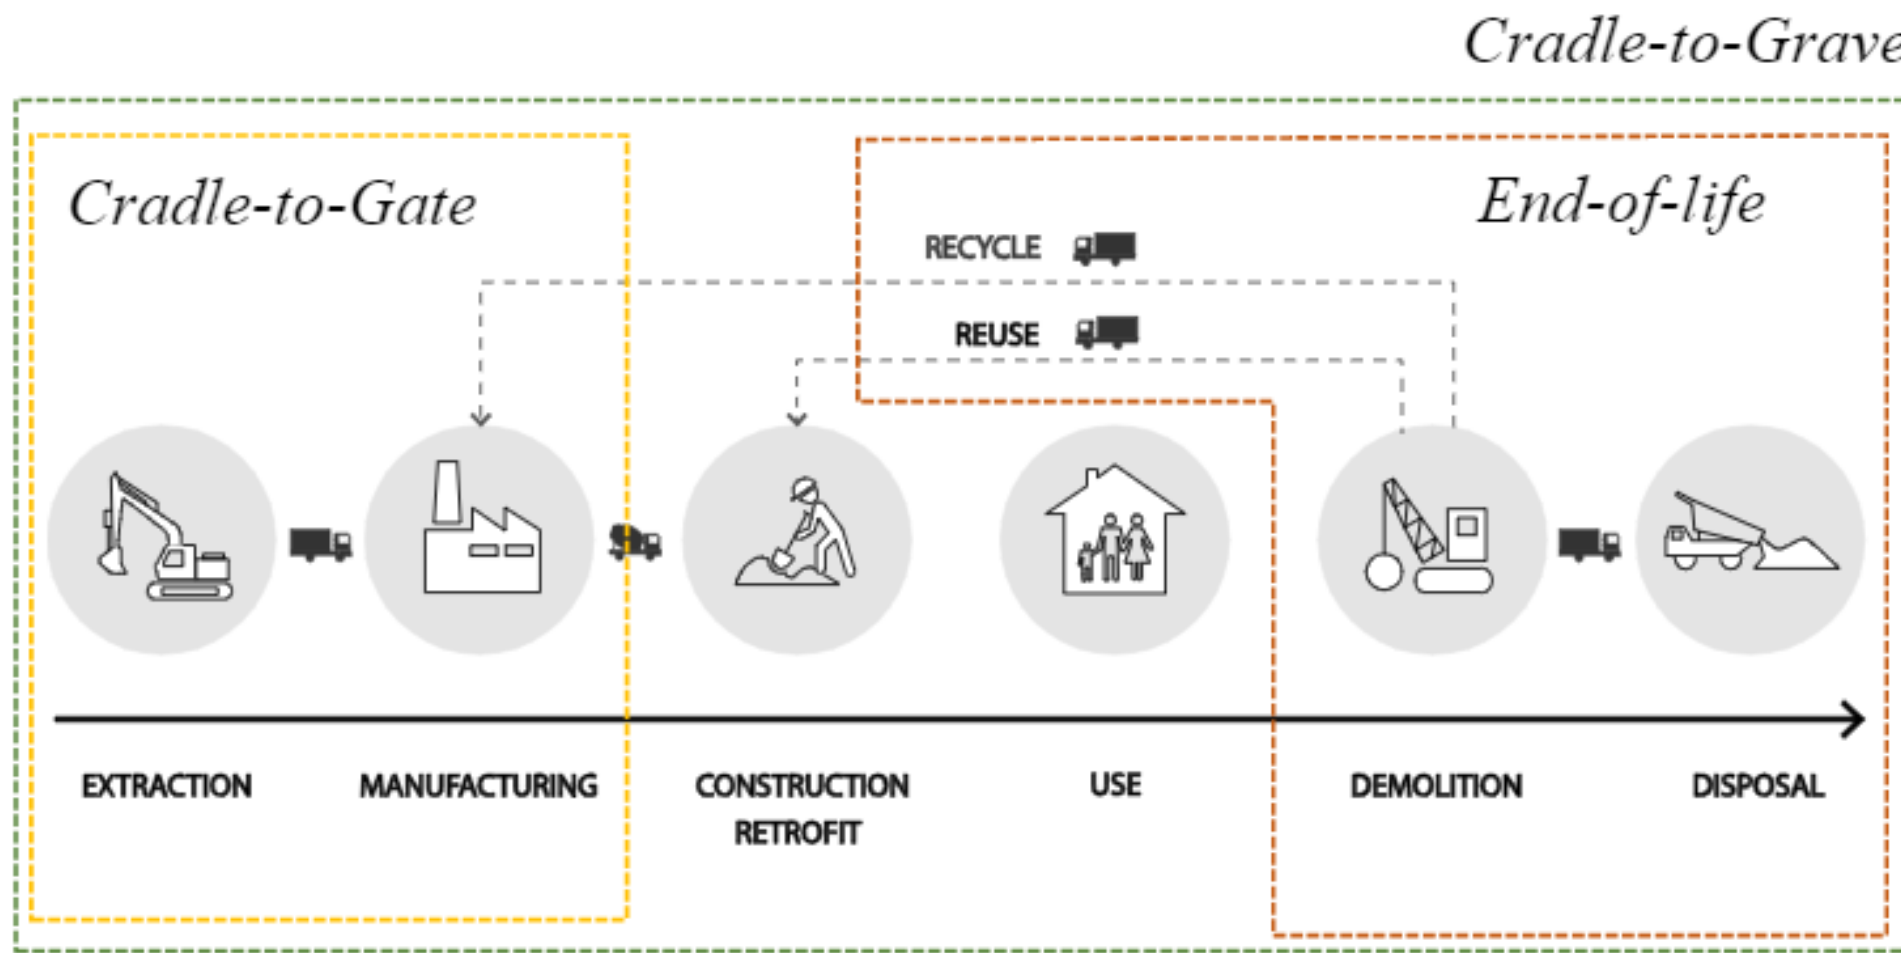 Cradle-to-Grave
Cradle-to-Gate
End-of-life
RECYCLE
REUSE
EXTRACTION
MANUFACTURING
CONSTRUCTION
RETROFIT
USE
DEMOLITION
DISPOSAL